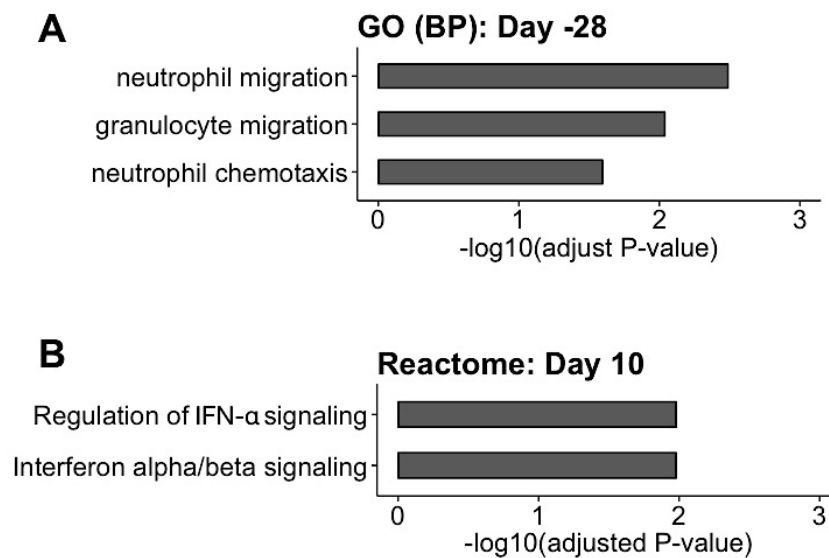 A
GO (BP): Day -28
neutrophil migration
granulocyte migration
neutrophil chemotaxis
0 1 2 3
-log10(adjust P-value)
B
Reactome: Day 10
Regulation of IFN-α signaling
Interferon alpha/beta signaling
0 1 2 3
-log10(adjusted P-value)